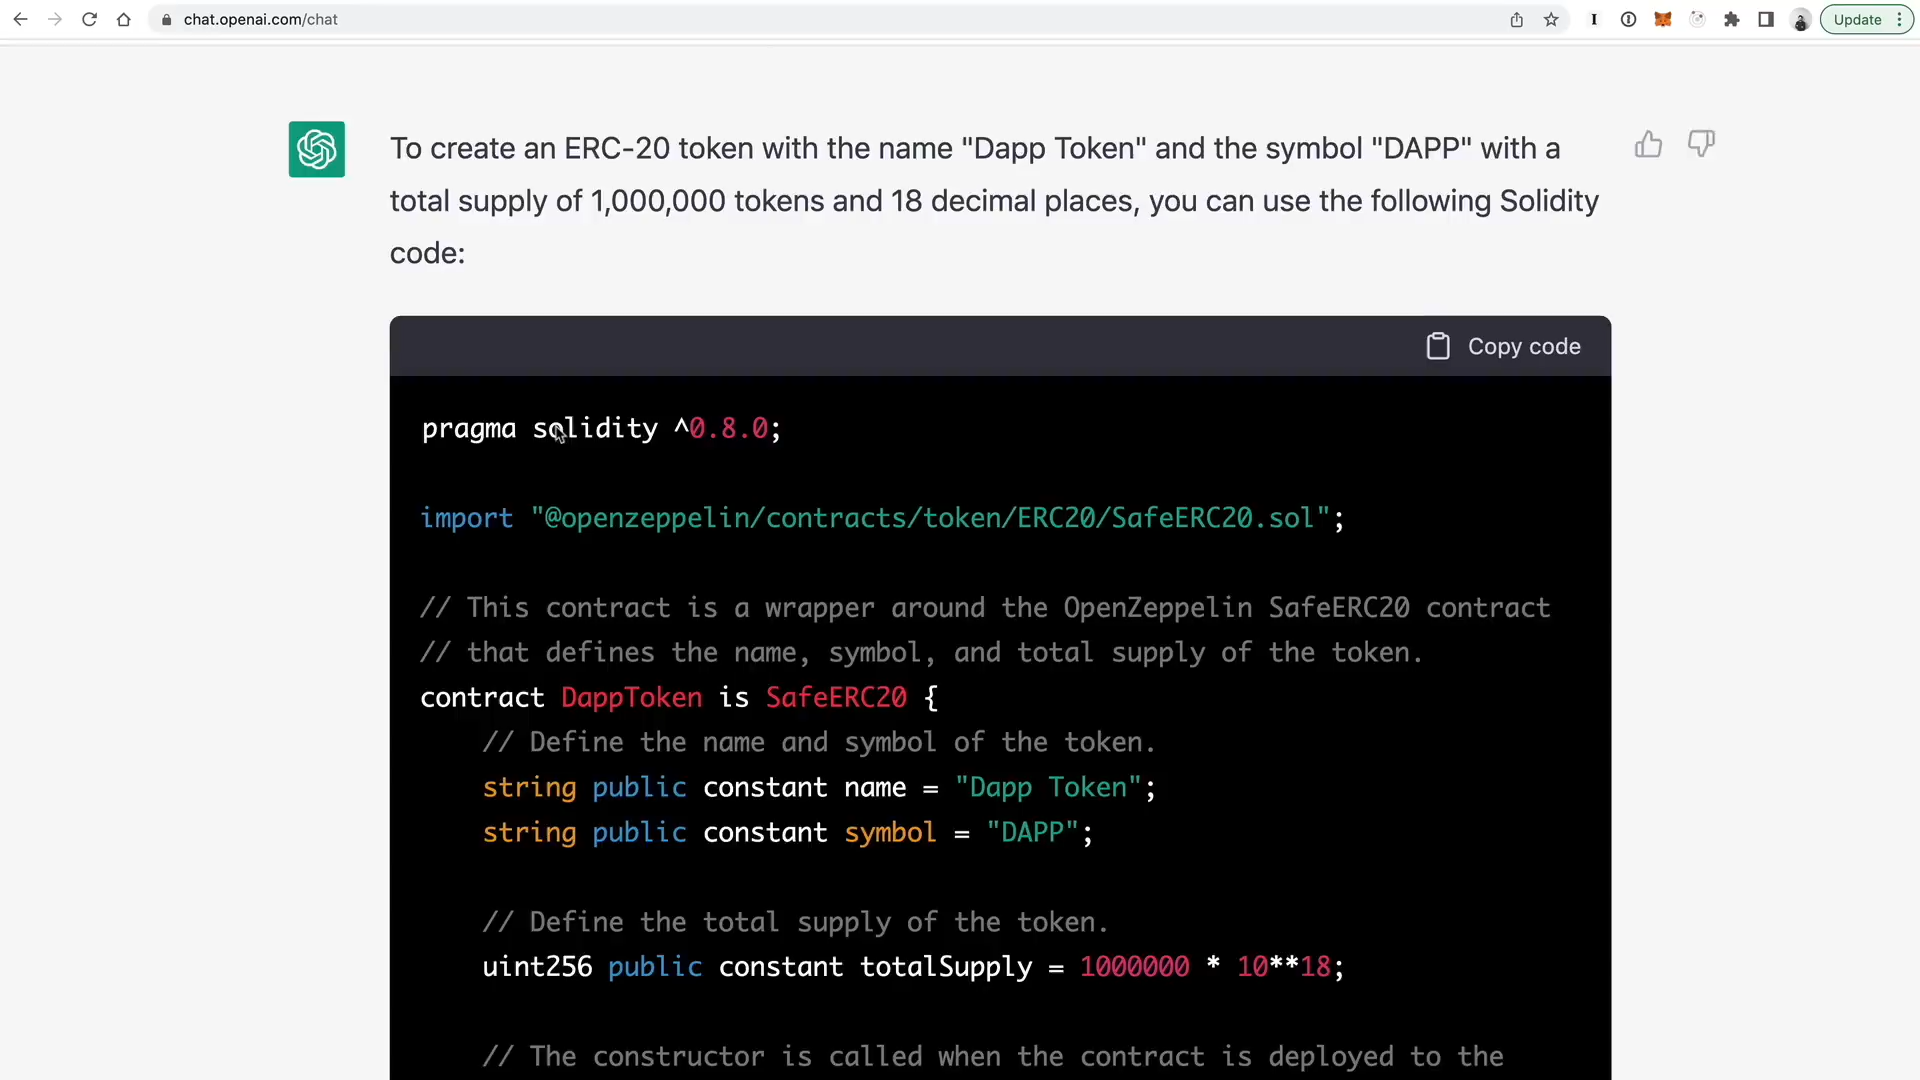 chat.openai.com/chat
Update
To create an ERC-20 token with the name "Dapp Token" and the symbol "DAPP" with a
total supply of 1,000,000 tokens and 18 decimal places, you can use the following Solidity
code:
Copy code
pragma solidity ^0.8.0;
import "@openzeppelin/contracts/token/ERC20/SafeERC20.sol";
// This contract is a wrapper around the OpenZeppelin SafeERC20 contract
// that defines the name, symbol, and total supply of the token.
contract DappToken is SafeERC20 {
// Define the name and symbol of the token.
string public constant name = "Dapp Token";
string public constant symbol = "DAPP";
// Define the total supply of the token.
uint256 public constant totalSupply = 1000000 * 10**18;
// The constructor is called when the contract is deployed to the